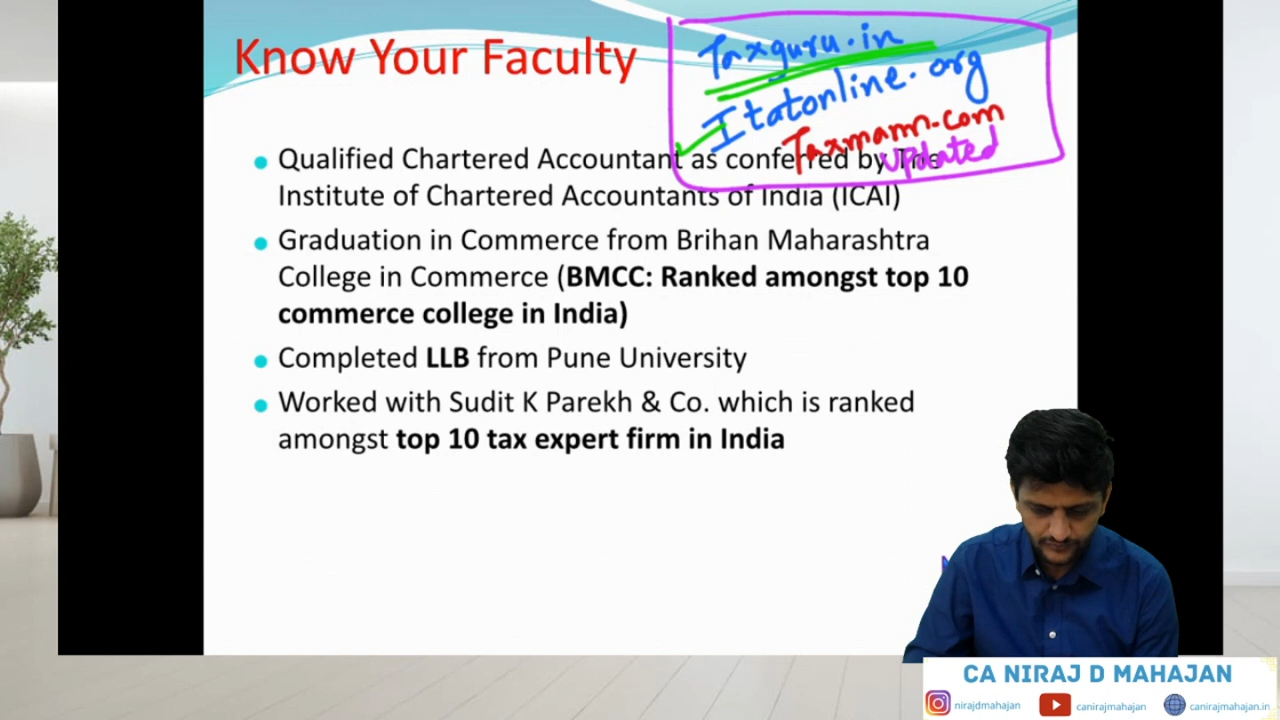 Know Your Faculty
Taxguru.in
Itatonline.org
Taxmann.com
Updated
Qualified Chartered Accountant as conferred by The
Institute of Chartered Accountants of India (ICAI)
Graduation in Commerce from Brihan Maharashtra
College in Commerce (BMCC: Ranked amongst top 10
commerce college in India)
Completed LLB from Pune University
Worked with Sudit K Parekh & Co. which is ranked
amongst top 10 tax expert firm in India
CA NIRAJ D MAHAJAN
nirajdmahajan
canirajmahajan
canirajmahajan.in